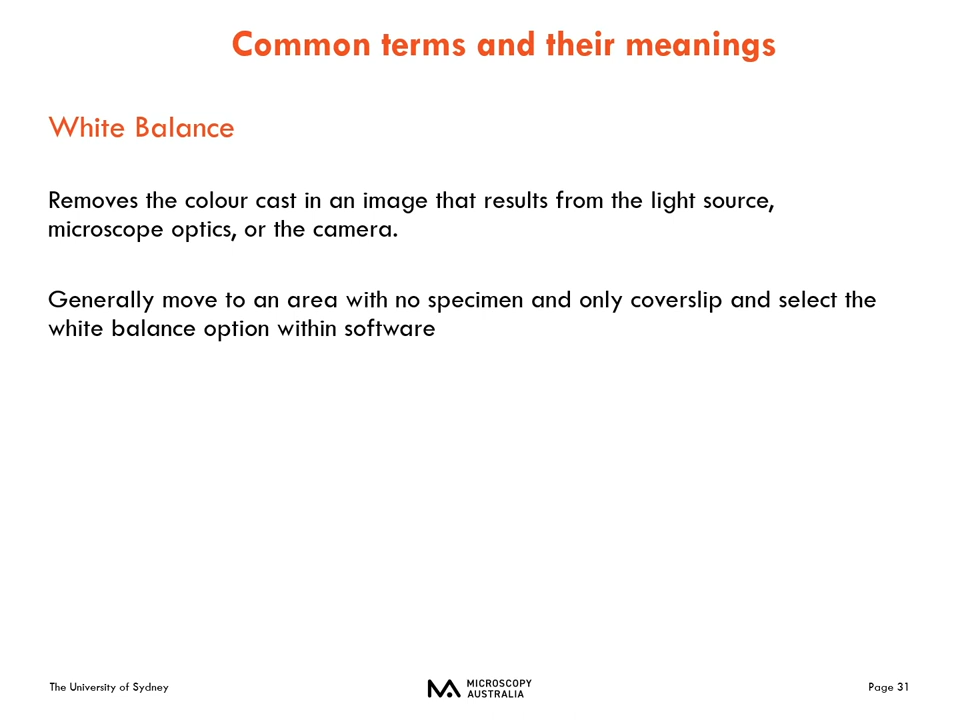 Common terms and their meanings
White Balance
Removes the colour cast in an image that results from the light source,
microscope optics, or the camera.
Generally move to an area with no specimen and only coverslip and select the
white balance option within software
The University of Sydney
MICROSCOPY
AUSTRALIA
Page 31